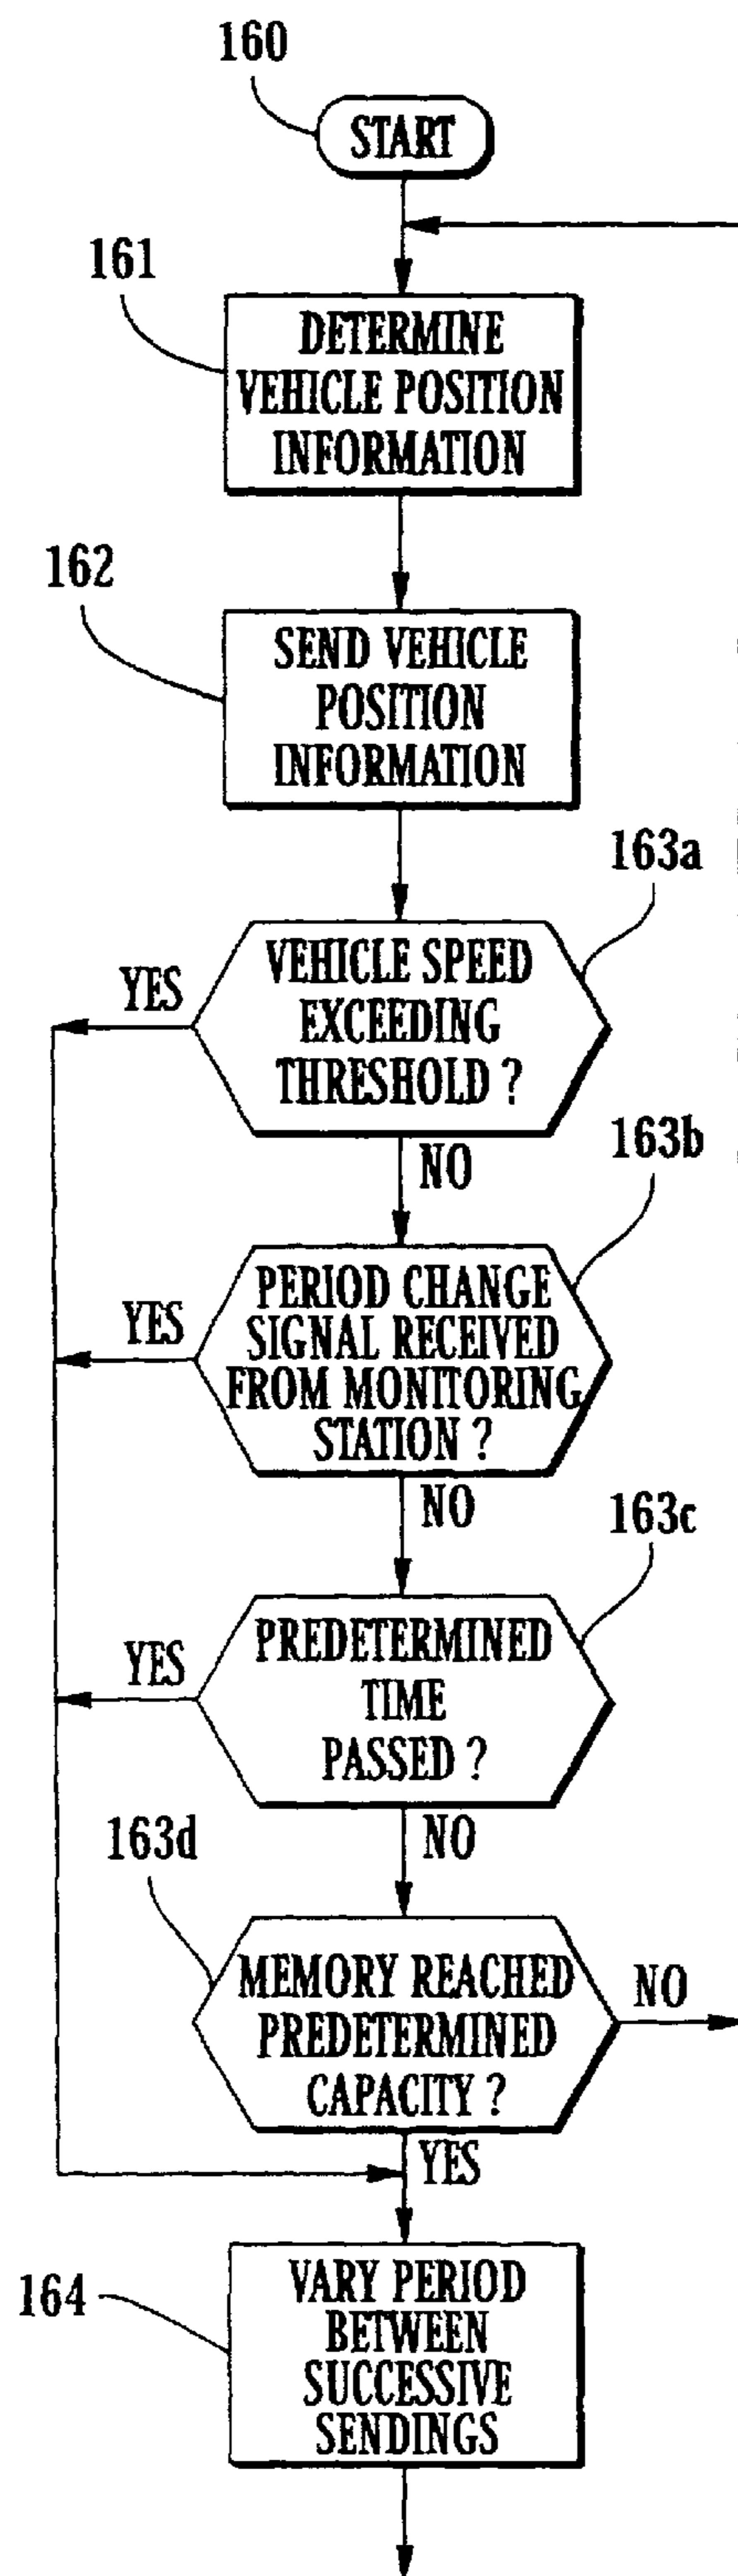 160
START
161
DETERMINE
VEHICLE POSITION
INFORMATION
162
SEND VEHICLE
POSITION
INFORMATION
163a
VEHICLE SPEED
EXCEEDING
THRESHOLD ?
YES
NO
163b
PERIOD CHANGE
SIGNAL RECEIVED
FROM MONITORING
STATION ?
YES
NO
163c
PREDETERMINED
TIME
PASSED ?
YES
NO
163d
MEMORY REACHED
PREDETERMINED
CAPACITY ?
NO
YES
164
VARY PERIOD
BETWEEN
SUCCESSIVE
SENDINGS